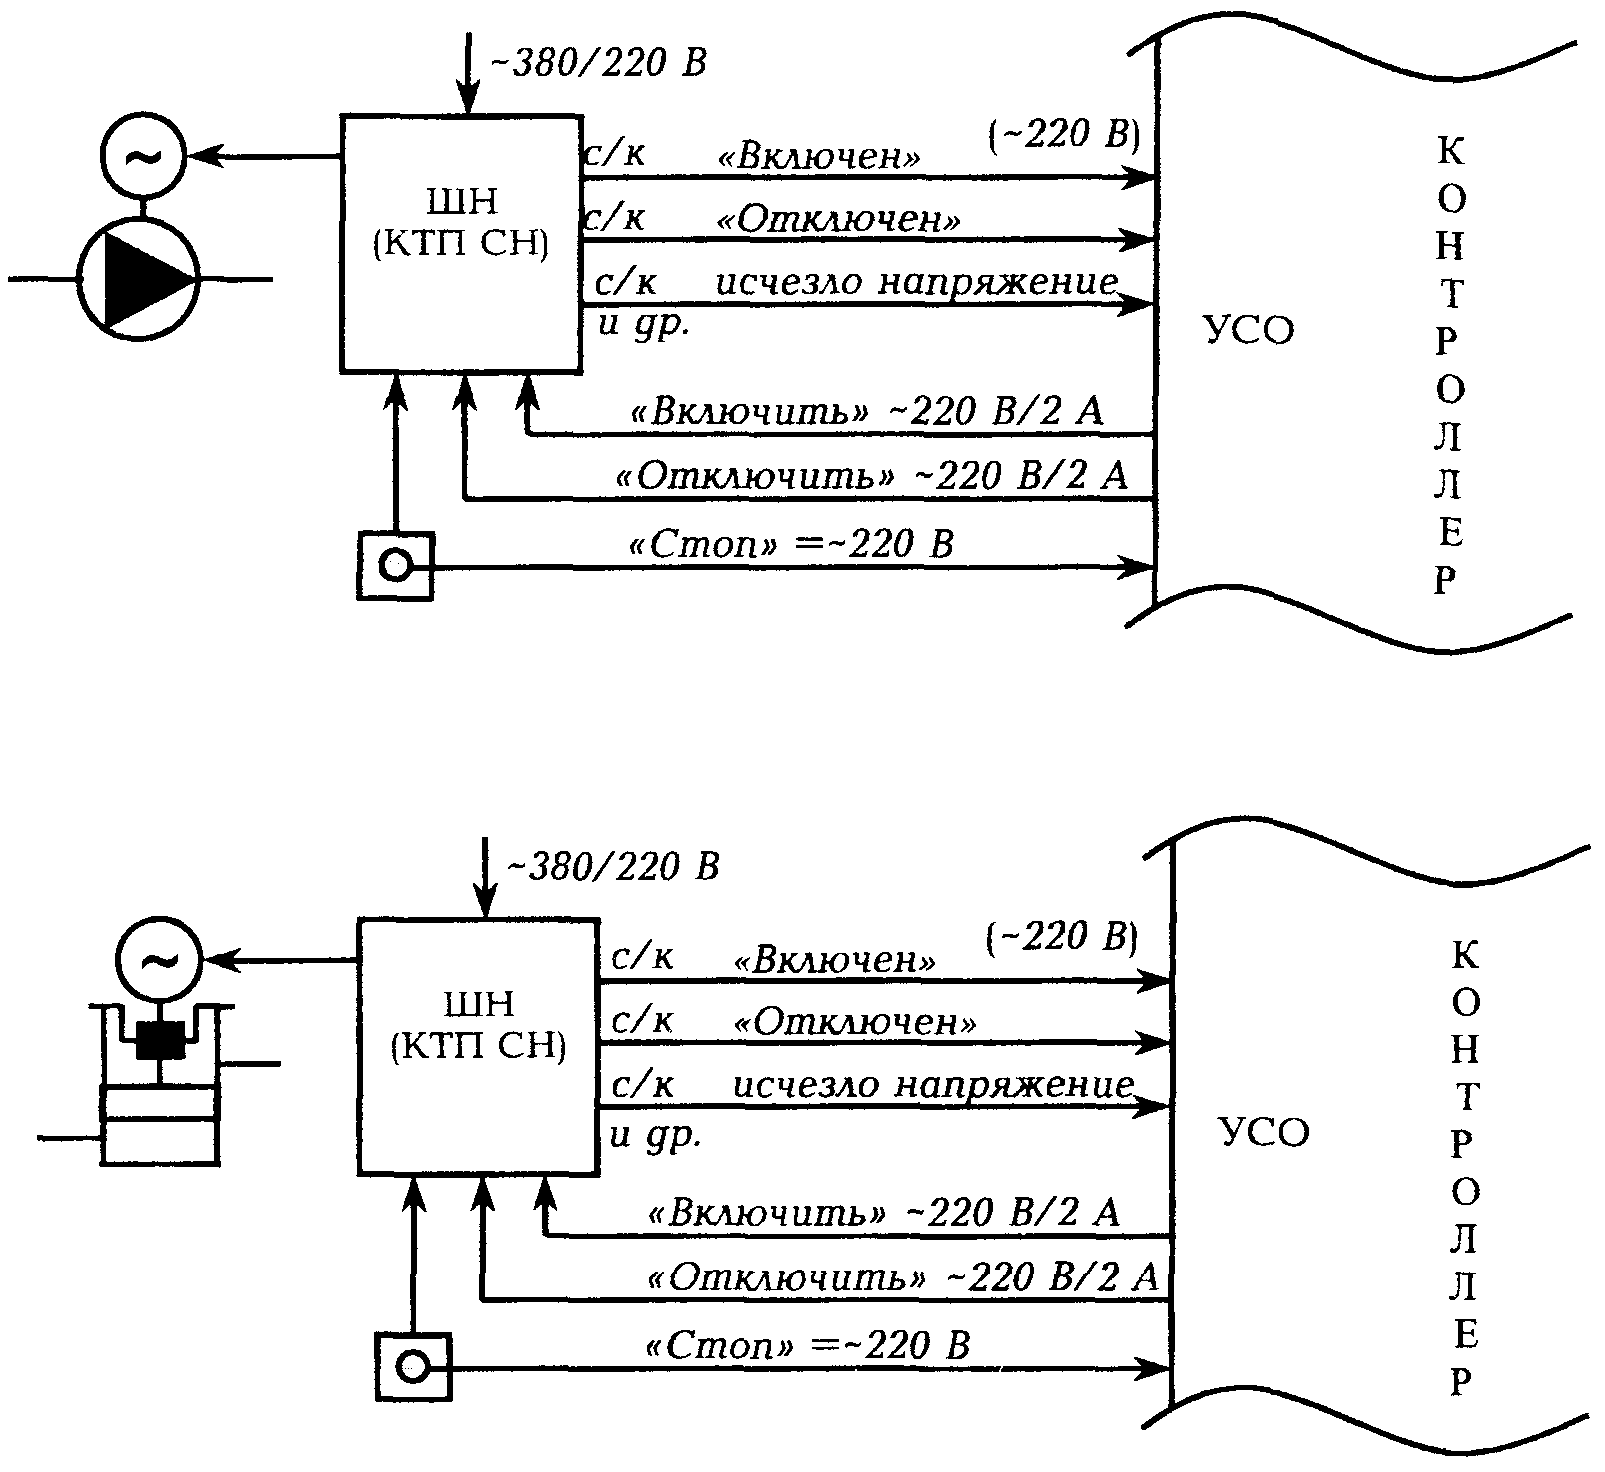 ~380/220 В
с/к «Включен» (~220 В)
ШН
(КТП СН)
с/к «Отключен»
с/к исчезло напряжение
и др.
«Включить» ~220 В/2 А
«Отключить» ~220 В/2 А
«Стоп» =~220 В
УСО
КОНТРОЛЛЕР
~380/220 В
с/к «Включен» (~220 В)
ШН
(КТП СН)
с/к «Отключен»
с/к исчезло напряжение
и др.
«Включить» ~220 В/2 А
«Отключить» ~220 В/2 А
«Стоп» =~220 В
УСО
КОНТРОЛЛЕР